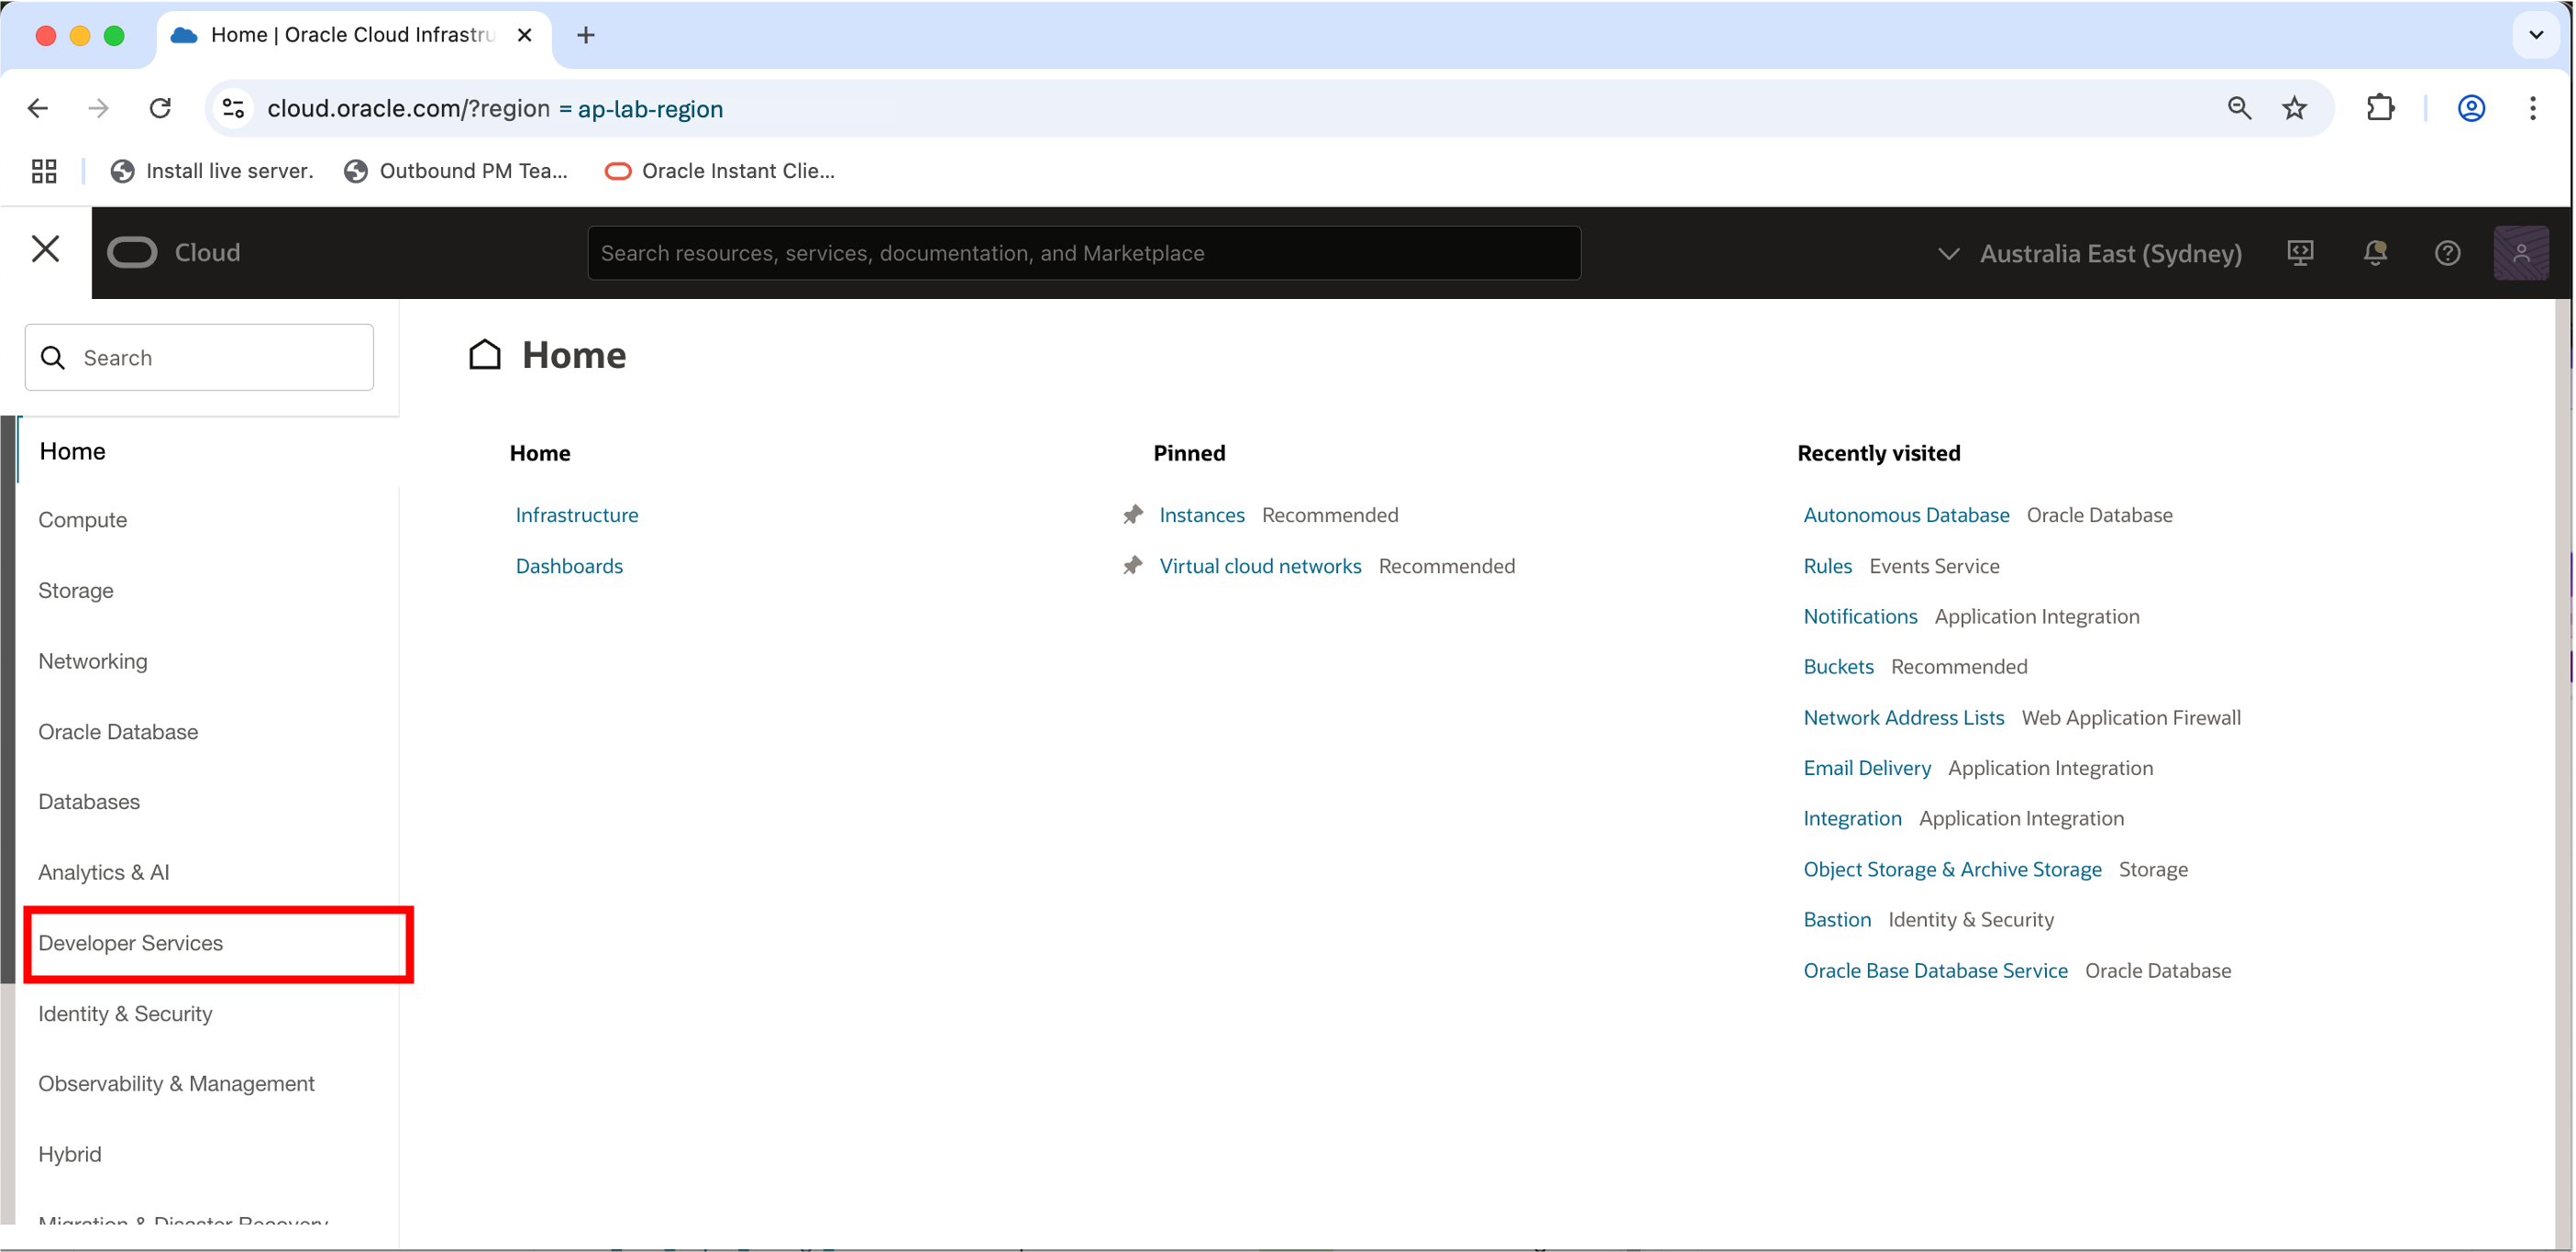 Home | Oracle Cloud Infrastru
cloud.oracle.com/?region = ap-lab-region
Install live server.
Outbound PM Tea...
Oracle Instant Clie...
Cloud
Search resources, services, documentation, and Marketplace
Australia East (Sydney)
Search
Home
Compute
Storage
Networking
Oracle Database
Databases
Analytics & AI
Developer Services
Identity & Security
Observability & Management
Hybrid
Migration & Disaster Recovery
Home
Home
Infrastructure
Dashboards
Pinned
Instances Recommended
Virtual cloud networks Recommended
Recently visited
Autonomous Database Oracle Database
Rules Events Service
Notifications Application Integration
Buckets Recommended
Network Address Lists Web Application Firewall
Email Delivery Application Integration
Integration Application Integration
Object Storage & Archive Storage Storage
Bastion Identity & Security
Oracle Base Database Service Oracle Database